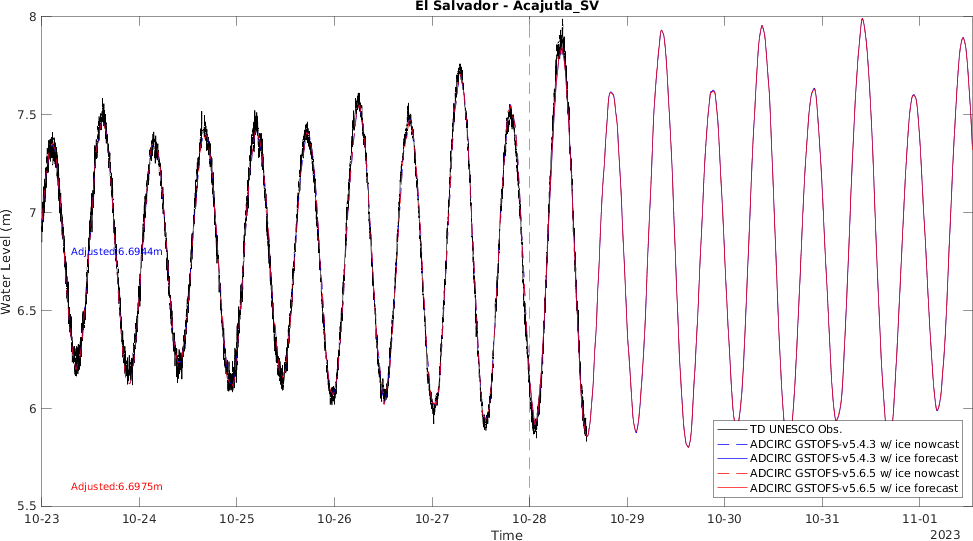 El Salvador - Acajutla_SV
8
7.5
7
6.5
6
5.5
Water Level (m)
Adjusted:6.6944m
Adjusted:6.6975m
TD UNESCO Obs.
ADCIRC GSTOFS-v5.4.3 w/ ice nowcast
ADCIRC GSTOFS-v5.4.3 w/ ice forecast
ADCIRC GSTOFS-v5.6.5 w/ ice nowcast
ADCIRC GSTOFS-v5.6.5 w/ ice forecast
10-23 10-24 10-25 10-26 10-27 10-28 10-29 10-30 10-31 11-01
Time
2023